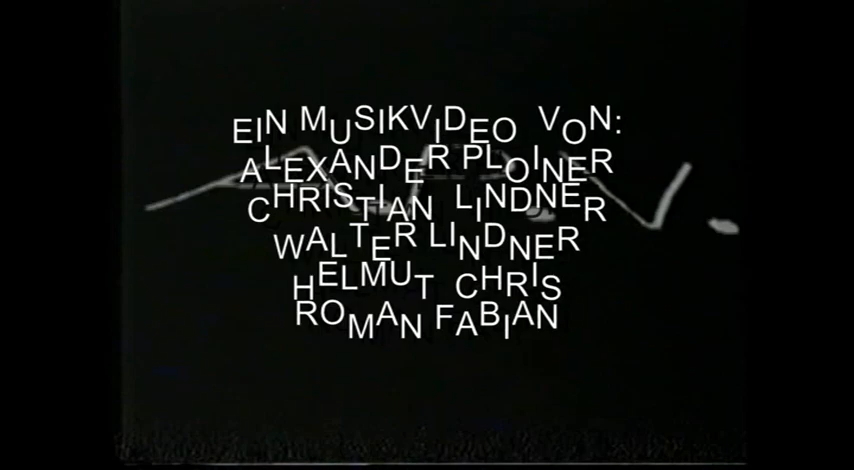 EIN MUSIKVIDEO VON:
ALEXANDER PLOINER
CHRISTIAN LINDNER
WALTER LINDNER
HELMUT CHRIS
ROMAN FABIAN